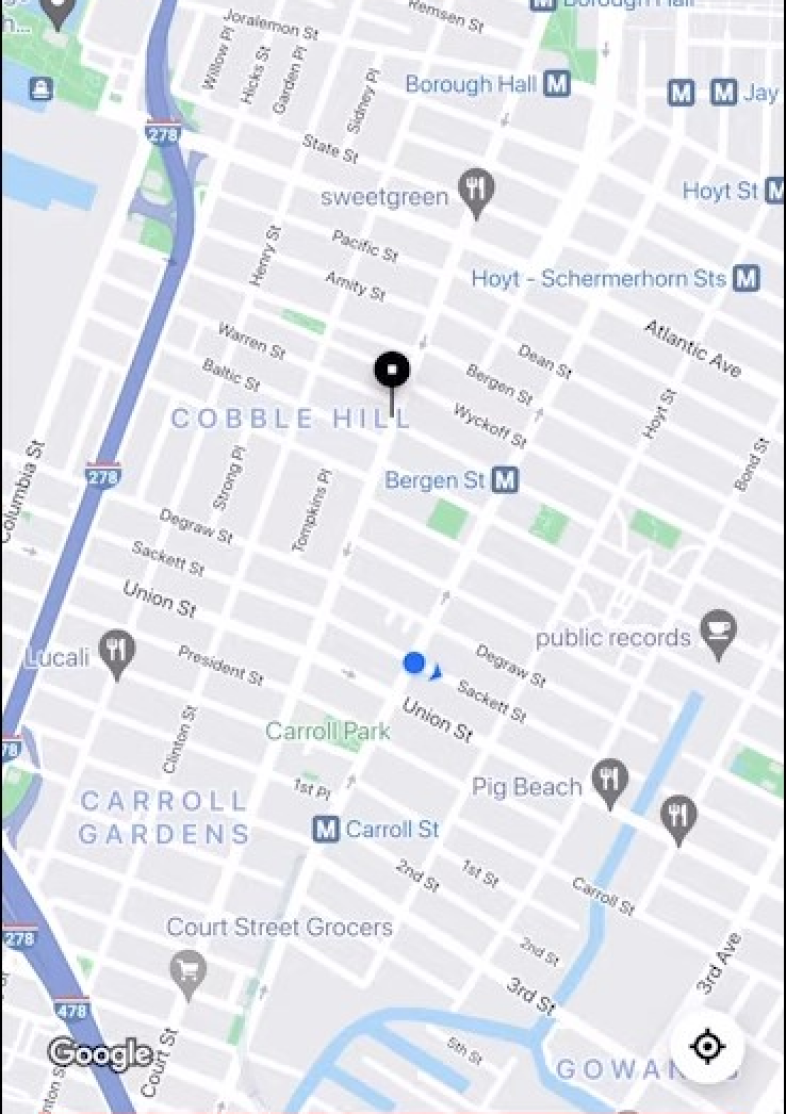 Borough Hall
Remsen St
Joralemon St
Willow Pl
Hicks St
Garden Pl
Sidney Pl
Borough Hall M
M M Jay
278
State St
sweetgreen
Hoyt St M
Henry St
Pacific St
Hoyt - Schermerhorn Sts M
Amity St
Warren St
Dean St
Atlantic Ave
Baltic St
Bergen St
COBBLE HILL
Wyckoff St
Hoyt St
Bond St
Columbia St
278
Strong Pl
Bergen St M
Tompkins Pl
Degraw St
Sackett St
Union St
public records
Lucali
President St
Degraw St
Sackett St
Union St
Clinton St
Carroll Park
78
CARROLL
GARDENS
1st Pl
Pig Beach
M Carroll St
2nd St
1st St
Carroll St
Court Street Grocers
278
2nd St
3rd Ave
3rd St
478
Google
Court St
5th St
nton St
GOWAN S